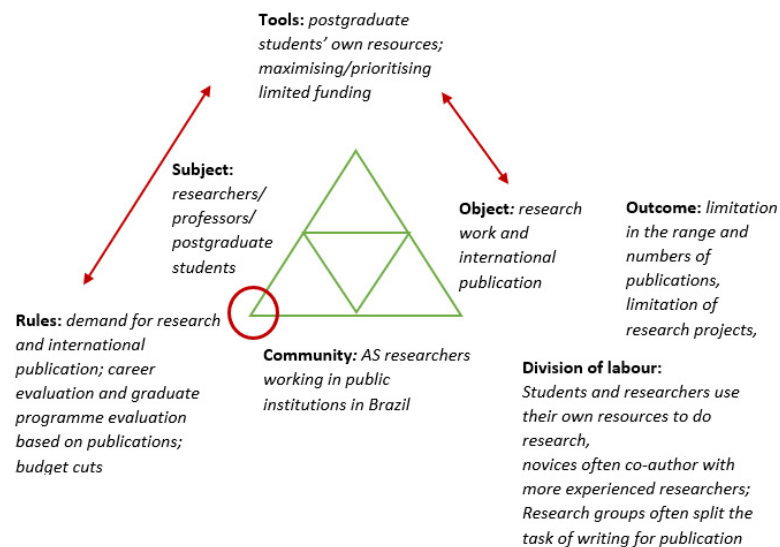 Tools: postgraduate
students’ own resources;
maximising/prioritising
limited funding
Subject:
researchers/
professors/
postgraduate
students
Object: research
work and
international
publication
Outcome: limitation
in the range and
numbers of
publications,
limitation of
research projects,
Rules: demand for research
and international
publication; career
evaluation and graduate
programme evaluation
based on publications;
budget cuts
Community: AS researchers
working in public
institutions in Brazil
Division of labour:
Students and researchers use
their own resources to do
research,
novices often co-author with
more experienced researchers;
Research groups often split the
task of writing for publication